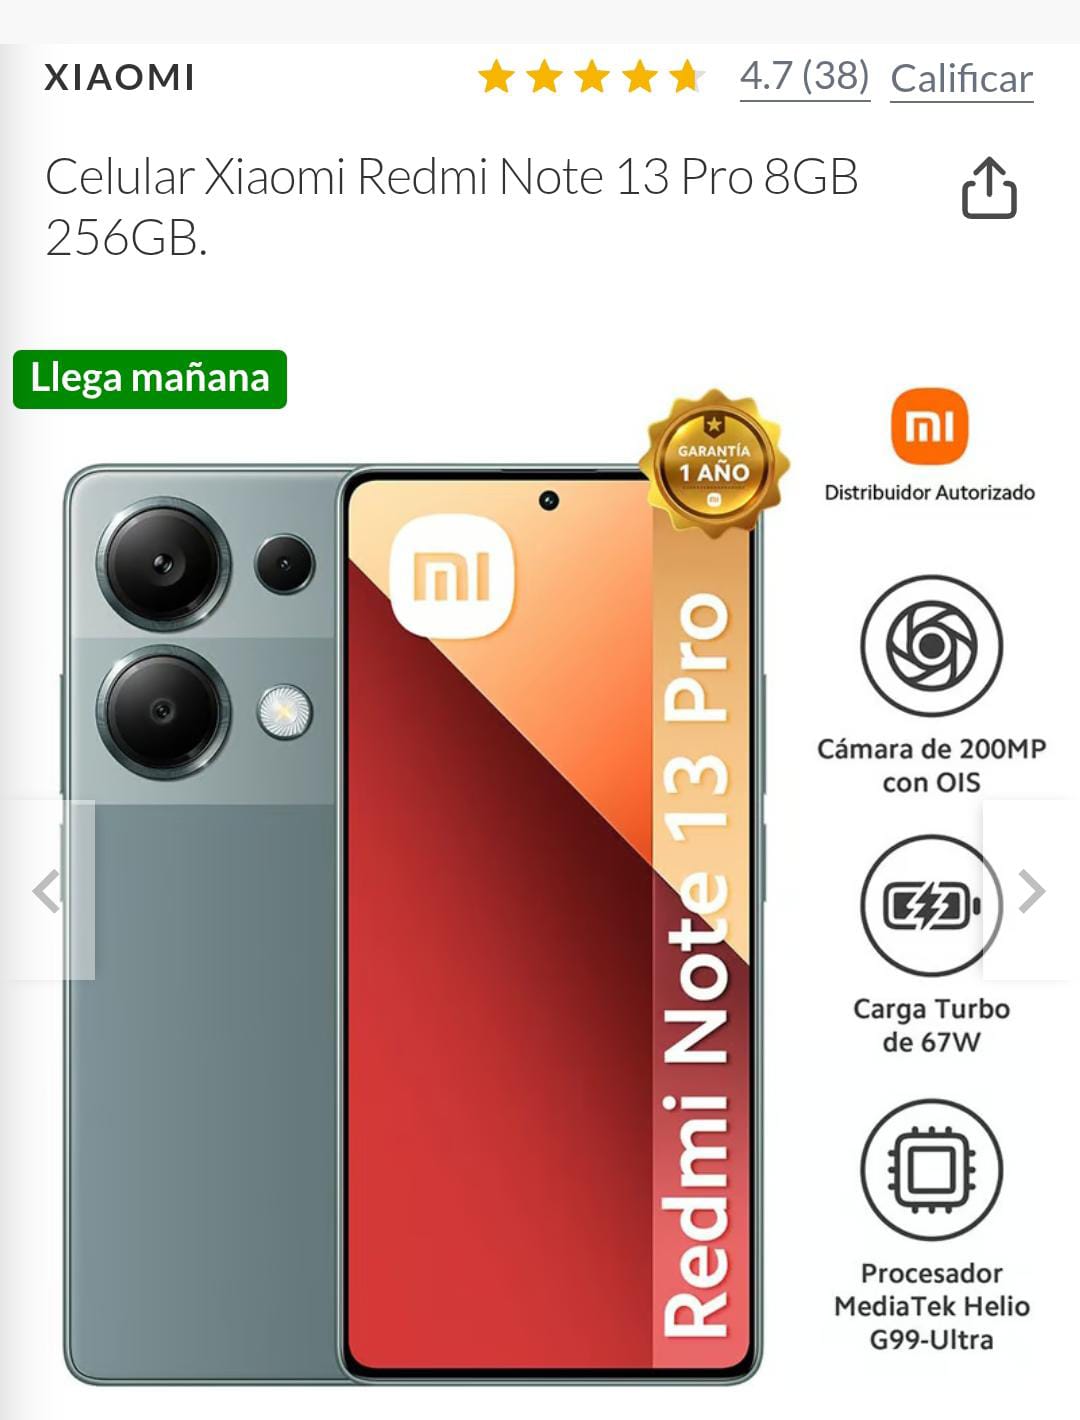 XIAOMI
4.7 (38) Calificar
Celular Xiaomi Redmi Note 13 Pro 8GB
256GB.
Llega mañana
GARANTÍA
1 AÑO
mi
Distribuidor Autorizado
mi
Redmi Note 13 Pro
Cámara de 200MP
con OIS
Carga Turbo
de 67W
Procesador
MediaTek Helio
G99-Ultra